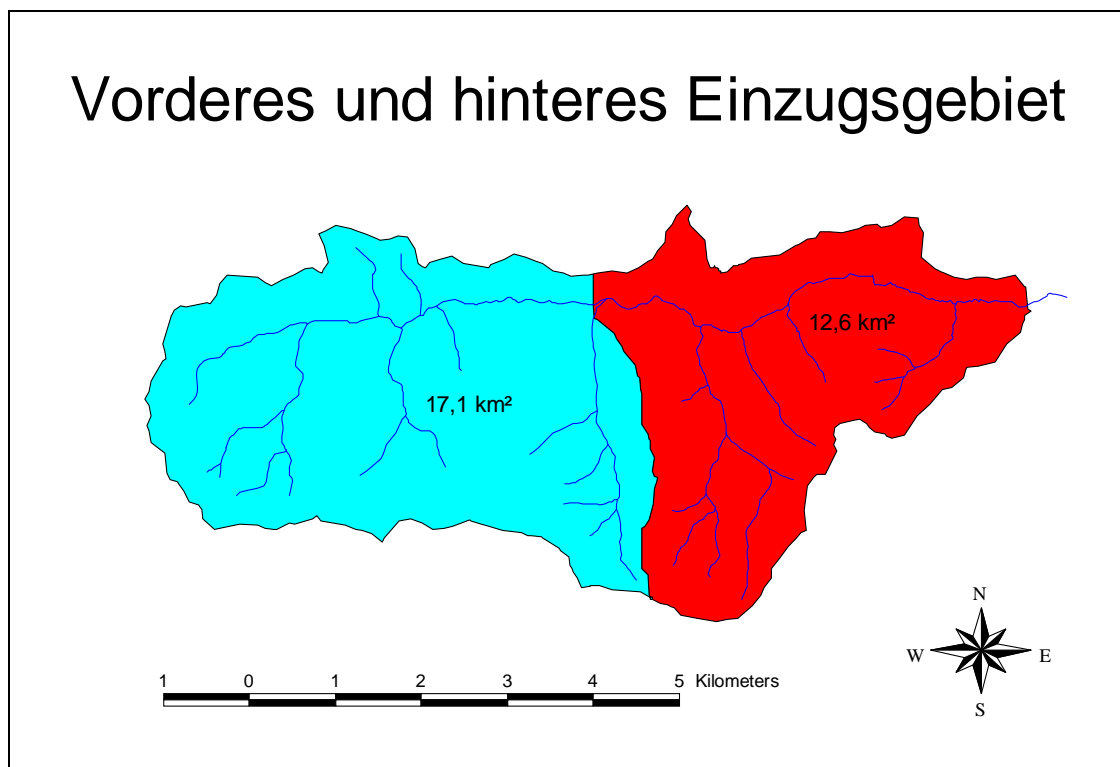 Vorderes und hinteres Einzugsgebiet
12,6 km²
17,1 km²
N
W E
S
1 0 1 2 3 4 5 Kilometers